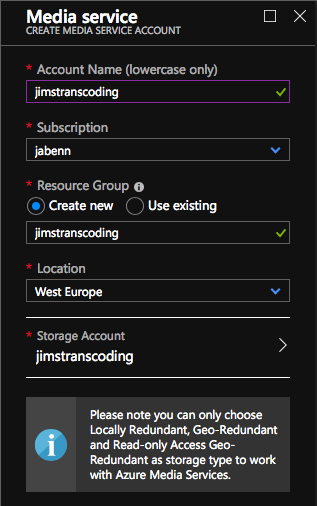 Media service
CREATE MEDIA SERVICE ACCOUNT
* Account Name (lowercase only)
jimstranscoding
* Subscription
jabenn
* Resource Group
Create new Use existing
jimstranscoding
* Location
West Europe
* Storage Account
jimstranscoding
Please note you can only choose
Locally Redundant, Geo-Redundant
and Read-only Access Geo-
Redundant as storage type to work
with Azure Media Services.